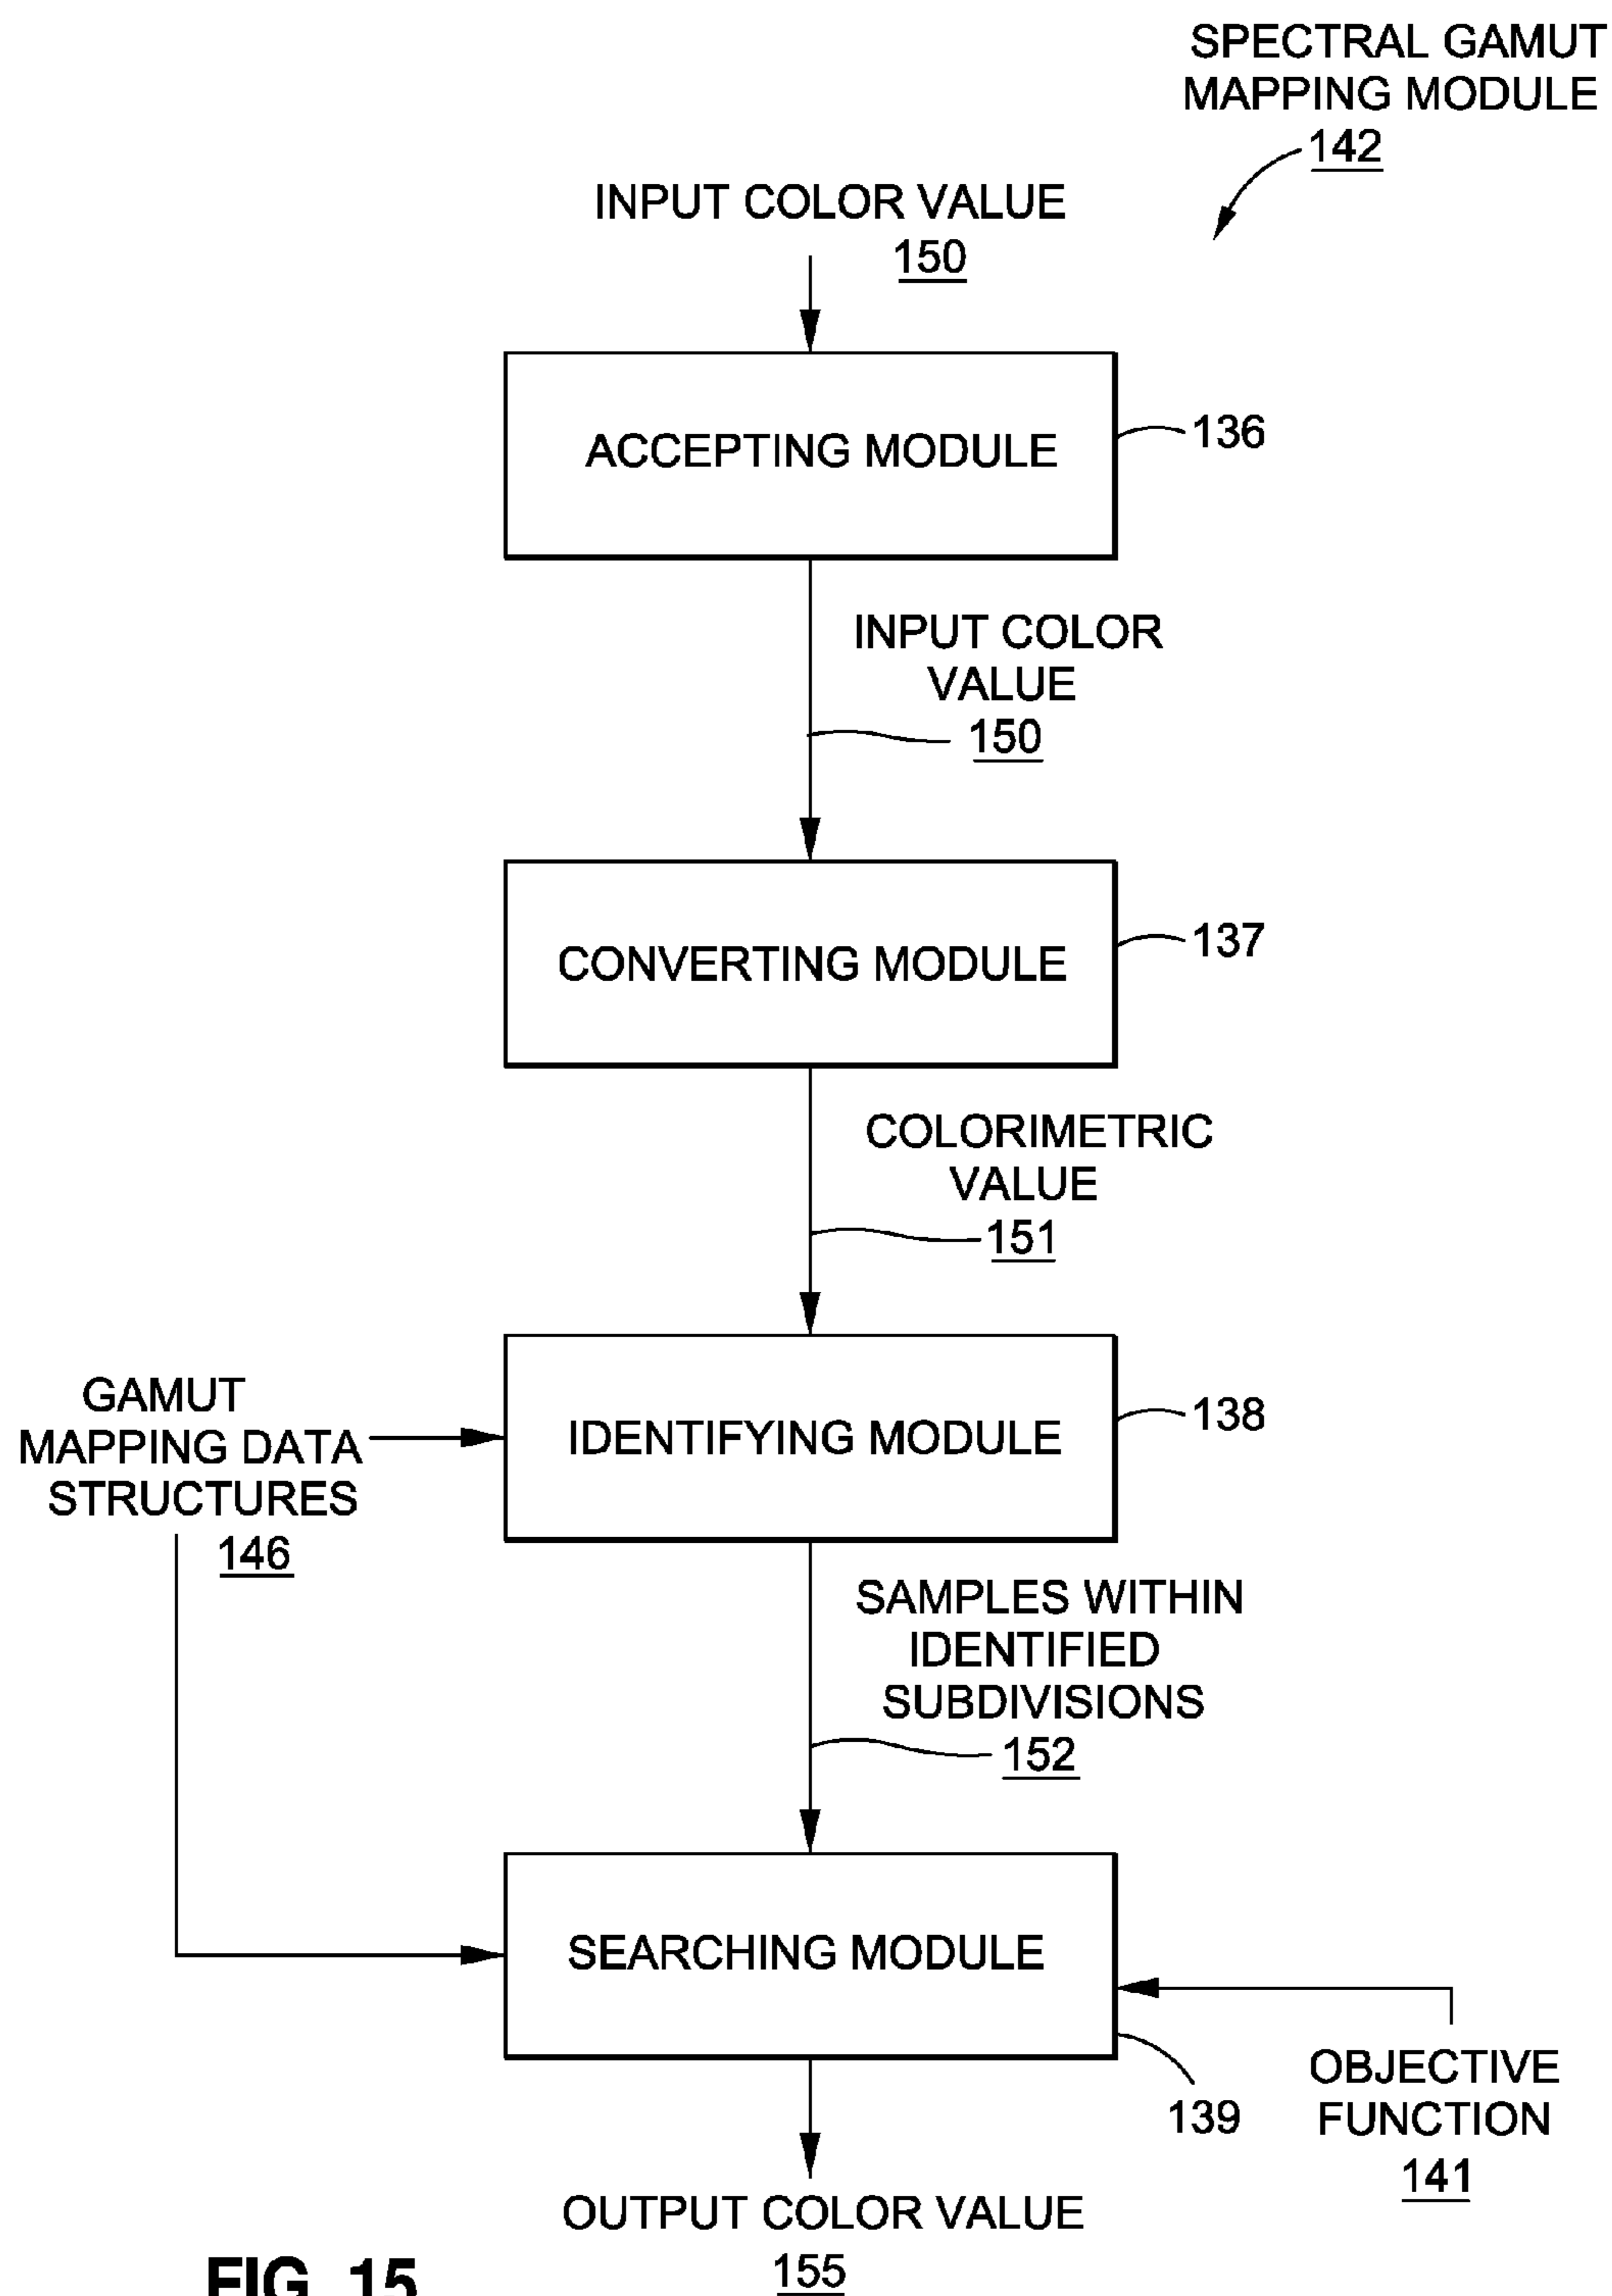 SPECTRAL GAMUT
MAPPING MODULE
142
INPUT COLOR VALUE
150
ACCEPTING MODULE
136
INPUT COLOR
VALUE
150
CONVERTING MODULE
137
COLORIMETRIC
VALUE
151
GAMUT
MAPPING DATA
STRUCTURES
146
IDENTIFYING MODULE
138
SAMPLES WITHIN
IDENTIFIED
SUBDIVISIONS
152
SEARCHING MODULE
139
OBJECTIVE
FUNCTION
141
OUTPUT COLOR VALUE
155
FIG. 15